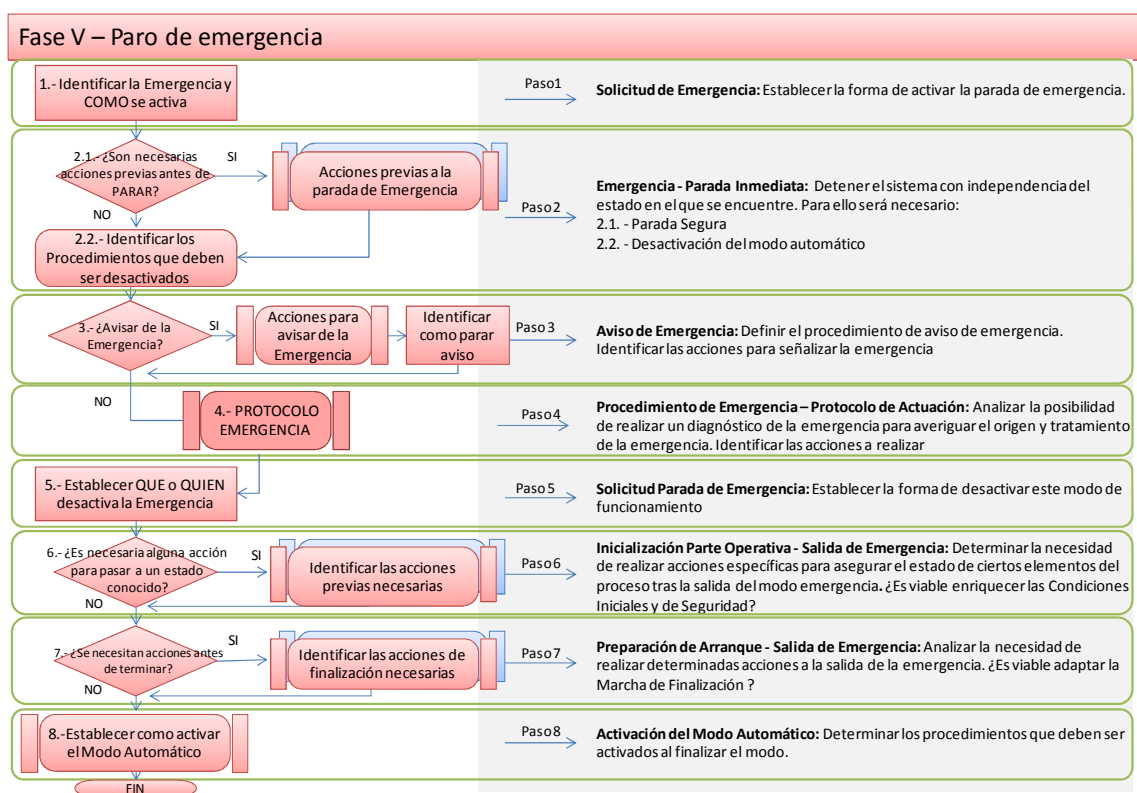 Fase V – Paro de emergencia
1.- Identificar la Emergencia y
COMO se activa
Paso1
Solicitud de Emergencia: Establecer la forma de activar la parada de emergencia.
2.1.- ¿Son necesarias
acciones previas antes de
PARAR?
SI
NO
Acciones previas a la
parada de Emergencia
2.2.- Identificar los
Procedimientos que deben
ser desactivados
Paso2
Emergencia - Parada Inmediata: Detener el sistema con independencia del
estado en el que se encuentre. Para ello será necesario:
2.1. - Parada Segura
2.2. - Desactivación del modo automático
3.- ¿Avisar de la
Emergencia?
SI
NO
Acciones para
avisar de la
Emergencia
Identificar
como parar
aviso
Paso 3
Aviso de Emergencia: Definir el procedimiento de aviso de emergencia.
Identificar las acciones para señalizar la emergencia
4.- PROTOCOLO
EMERGENCIA
Paso4
Procedimiento de Emergencia – Protocolo de Actuación: Analizar la posibilidad
de realizar un diagnóstico de la emergencia para averiguar el origen y tratamiento
de la emergencia. Identificar las acciones a realizar
5.- Establecer QUE o QUIEN
desactiva la Emergencia
Paso 5
Solicitud Parada de Emergencia: Establecer la forma de desactivar este modo de
funcionamiento
6.- ¿Es necesaria alguna acción
para pasar a un estado
conocido?
SI
NO
Identificar las acciones
previas necesarias
Paso6
Inicialización Parte Operativa - Salida de Emergencia: Determinar la necesidad
de realizar acciones específicas para asegurar el estado de ciertos elementos del
proceso tras la salida del modo emergencia. ¿Es viable enriquecer las Condiciones
Iniciales y de Seguridad?
7.- ¿Se necesitan acciones antes
de terminar?
SI
NO
Identificar las acciones de
finalización necesarias
Paso7
Preparación de Arranque - Salida de Emergencia: Analizar la necesidad de
realizar determinadas acciones a la salida de la emergencia. ¿Es viable adaptar la
Marcha de Finalización ?
8.-Establecer como activar
el Modo Automático
Paso8
Activación del Modo Automático: Determinar los procedimientos que deben ser
activados al finalizar el modo.
FIN